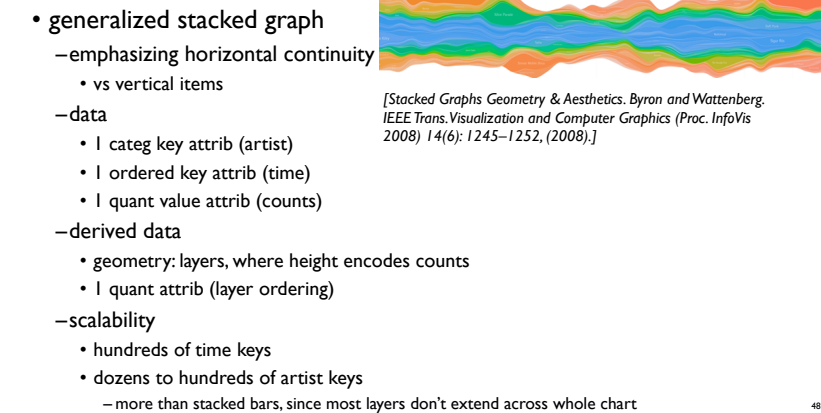 • generalized stacked graph
–emphasizing horizontal continuity
• vs vertical items
–data
• 1 categ key attrib (artist)
• 1 ordered key attrib (time)
• 1 quant value attrib (counts)
–derived data
• geometry: layers, where height encodes counts
• 1 quant attrib (layer ordering)
–scalability
• hundreds of time keys
• dozens to hundreds of artist keys
– more than stacked bars, since most layers don't extend across whole chart
[Stacked Graphs Geometry & Aesthetics. Byron and Wattenberg.
IEEE Trans. Visualization and Computer Graphics (Proc. InfoVis
2008) 14(6): 1245–1252, (2008).]
48